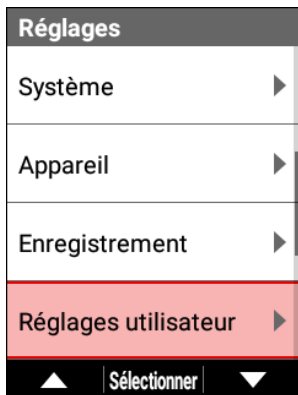 Réglages
Système
Appareil
Enregistrement
Réglages utilisateur
Sélectionner